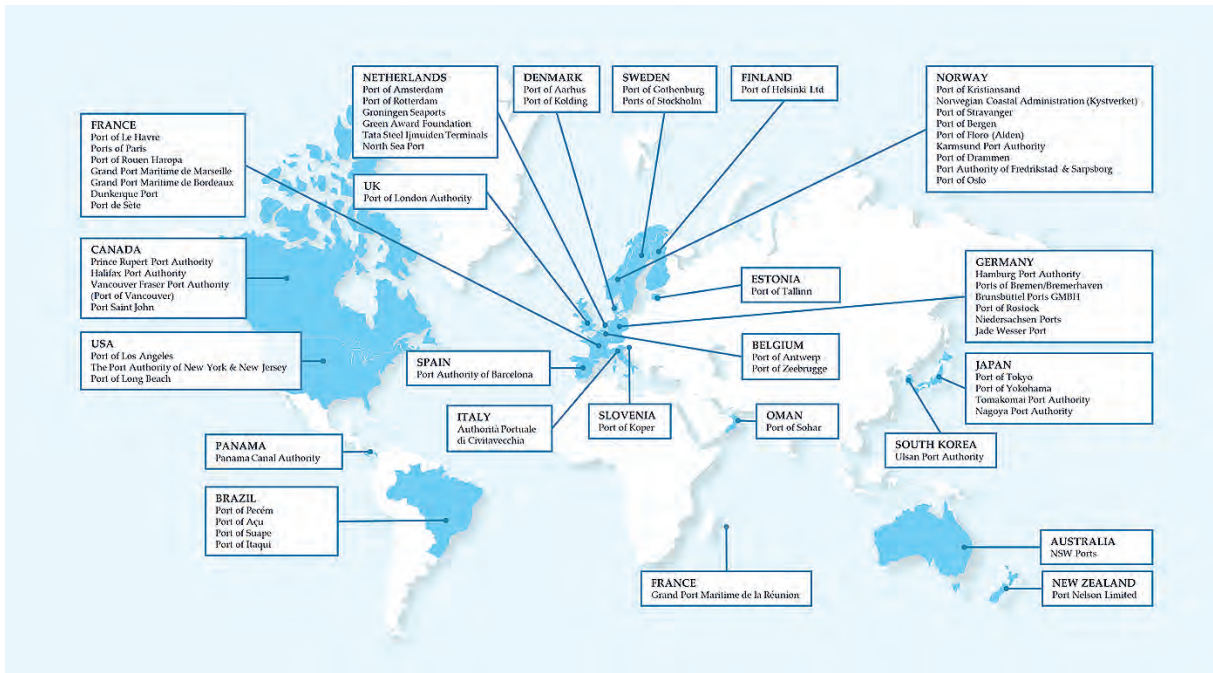 NETHERLANDS
Port of Amsterdam
Port of Rotterdam
Groningen Seaports
Green Award Foundation
Tata Steel Ijmuiden Terminals
North Sea Port
DENMARK
Port of Aarhus
Port of Kolding
SWEDEN
Port of Gothenburg
Ports of Stockholm
FINLAND
Port of Helsinki Ltd
NORWAY
Port of Kristiansand
Norwegian Coastal Administration (Kystverket)
Port of Stravanger
Port of Bergen
Port of Floro (Alden)
Karmsund Port Authority
Port of Drammen
Port Authority of Fredrikstad & Sarpsborg
Port of Oslo
FRANCE
Port of Le Havre
Ports of Paris
Port of Rouen Haropa
Grand Port Maritime de Marseille
Grand Port Maritime de Bordeaux
Dunkerque Port
Port de Sète
UK
Port of London Authority
CANADA
Prince Rupert Port Authority
Halifax Port Authority
Vancouver Fraser Port Authority
(Port of Vancouver)
Port Saint John
ESTONIA
Port of Tallinn
GERMANY
Hamburg Port Authority
Ports of Bremen/Bremerhaven
Brunsbüttel Ports GMBH
Port of Rostock
Niedersachsen Ports
Jade Wesser Port
USA
Port of Los Angeles
The Port Authority of New York & New Jersey
Port of Long Beach
SPAIN
Port Authority of Barcelona
BELGIUM
Port of Antwerp
Port of Zeebrugge
JAPAN
Port of Tokyo
Port of Yokohama
Tomakomai Port Authority
Nagoya Port Authority
ITALY
Authorità Portuale
di Civitavecchia
SLOVENIA
Port of Koper
OMAN
Port of Sohar
SOUTH KOREA
Ulsan Port Authority
PANAMA
Panama Canal Authority
BRAZIL
Port of Pecém
Port of Açu
Port of Suape
Port of Itaqui
AUSTRALIA
NSW Ports
FRANCE
Grand Port Maritime de la Réunion
NEW ZEALAND
Port Nelson Limited